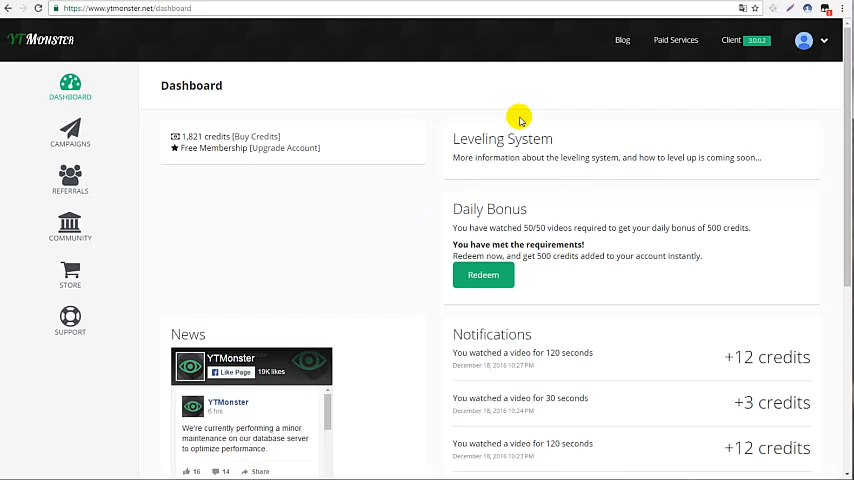 https://www.ytmonster.net/dashboard
YTMonster
Blog
Paid Services
Client 3.0.0.2
DASHBOARD
CAMPAIGNS
REFERRALS
COMMUNITY
STORE
SUPPORT
Dashboard
1,821 credits [Buy Credits]
Free Membership [Upgrade Account]
Leveling System
More information about the leveling system, and how to level up is coming soon...
Daily Bonus
You have watched 50/50 videos required to get your daily bonus of 500 credits.
You have met the requirements!
Redeem now, and get 500 credits added to your account instantly.
Redeem
News
YTMonster
Like Page
19K likes
YTMonster
6 hrs
We're currently performing a minor
maintenance on our database server
to optimize performance.
16
14
Share
Notifications
You watched a video for 120 seconds
December 18, 2016 10:27 PM
+12 credits
You watched a video for 30 seconds
December 18, 2016 10:24 PM
+3 credits
You watched a video for 120 seconds
December 18, 2016 10:23 PM
+12 credits